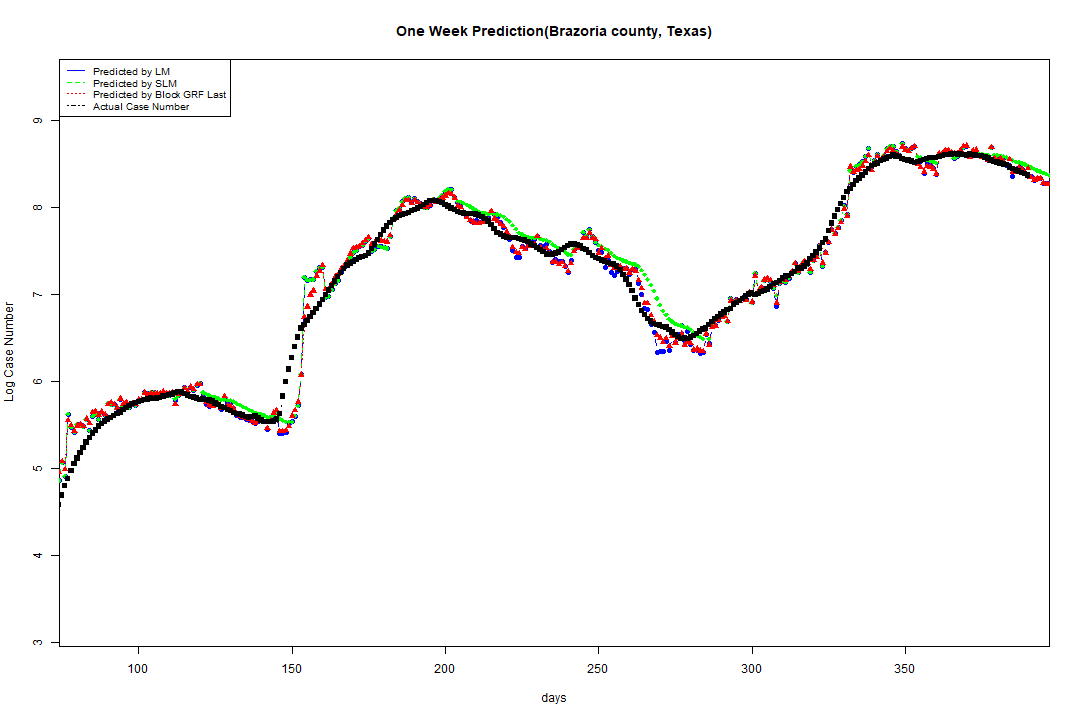 One Week Prediction(Brazoria county, Texas)
Predicted by LM
Predicted by SLM
Predicted by Block GRF Last
Actual Case Number
9
8
7
6
5
4
3
Log Case Number
100 150 200 250 300 350
days